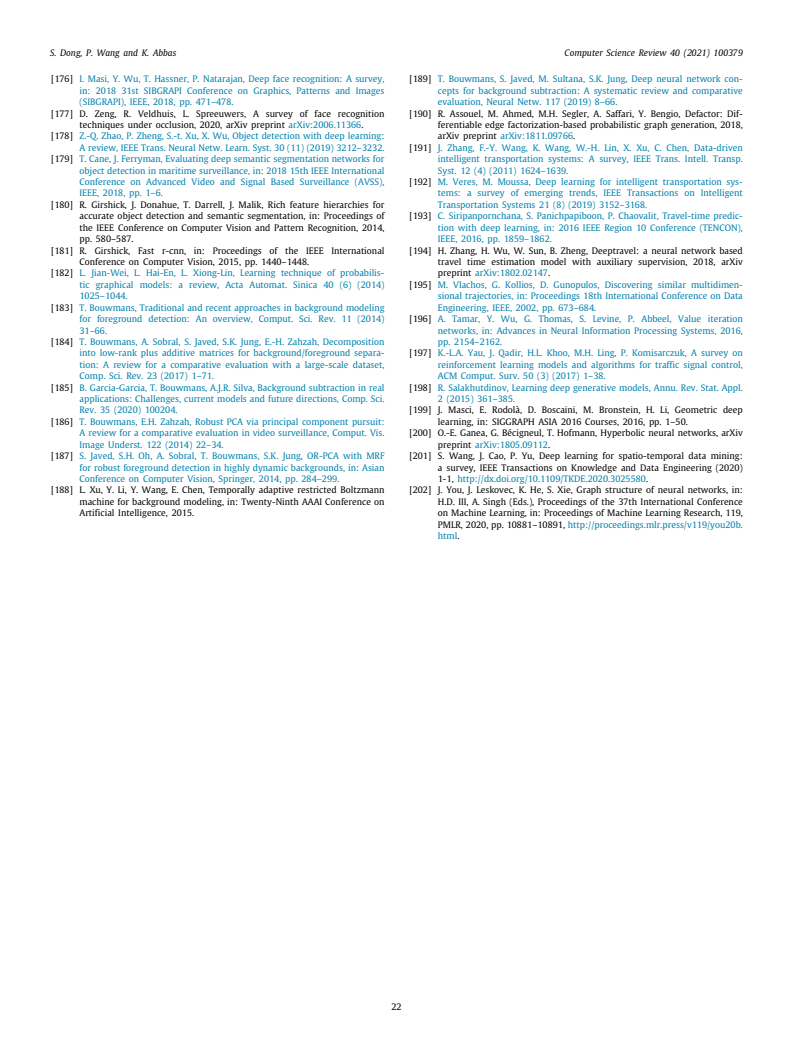 S. Dong, P. Wang and K. Abbas
Computer Science Review 40 (2021) 100379
[176] I. Masi, Y. Wu, T. Hassner, P. Natarajan, Deep face recognition: A survey,
in: 2018 31st SIBGRAPI Conference on Graphics, Patterns and Images
(SIBGRAPI), IEEE, 2018, pp. 471–478.
[177] D. Zeng, R. Veldhuis, L. Spreeuwers, A survey of face recognition
techniques under occlusion, 2020, arXiv preprint arXiv:2006.11366.
[178] Z.-Q. Zhao, P. Zheng, S.-t. Xu, X. Wu, Object detection with deep learning:
A review, IEEE Trans. Neural Netw. Learn. Syst. 30 (11) (2019) 3212–3232.
[179] T. Cane, J. Ferryman, Evaluating deep semantic segmentation networks for
object detection in maritime surveillance, in: 2018 15th IEEE International
Conference on Advanced Video and Signal Based Surveillance (AVSS),
IEEE, 2018, pp. 1–6.
[180] R. Girshick, J. Donahue, T. Darrell, J. Malik, Rich feature hierarchies for
accurate object detection and semantic segmentation, in: Proceedings of
the IEEE Conference on Computer Vision and Pattern Recognition, 2014,
pp. 580–587.
[181] R. Girshick, Fast r-cnn, in: Proceedings of the IEEE International
Conference on Computer Vision, 2015, pp. 1440–1448.
[182] L. Jian-Wei, L. Hai-En, L. Xiong-Lin, Learning technique of probabilis-
tic graphical models: a review, Acta Automat. Sinica 40 (6) (2014)
1025–1044.
[183] T. Bouwmans, Traditional and recent approaches in background modeling
for foreground detection: An overview, Comput. Sci. Rev. 11 (2014)
31–66.
[184] T. Bouwmans, A. Sobral, S. Javed, S.K. Jung, E.-H. Zahzah, Decomposition
into low-rank plus additive matrices for background/foreground separa-
tion: A review for a comparative evaluation with a large-scale dataset,
Comp. Sci. Rev. 23 (2017) 1–71.
[185] B. Garcia-Garcia, T. Bouwmans, A.J.R. Silva, Background subtraction in real
applications: Challenges, current models and future directions, Comp. Sci.
Rev. 35 (2020) 100204.
[186] T. Bouwmans, E.H. Zahzah, Robust PCA via principal component pursuit:
A review for a comparative evaluation in video surveillance, Comput. Vis.
Image Underst. 122 (2014) 22–34.
[187] S. Javed, S.H. Oh, A. Sobral, T. Bouwmans, S.K. Jung, OR-PCA with MRF
for robust foreground detection in highly dynamic backgrounds, in: Asian
Conference on Computer Vision, Springer, 2014, pp. 284–299.
[188] L. Xu, Y. Li, Y. Wang, E. Chen, Temporally adaptive restricted Boltzmann
machine for background modeling, in: Twenty-Ninth AAAI Conference on
Artificial Intelligence, 2015.
[189] T. Bouwmans, S. Javed, M. Sultana, S.K. Jung, Deep neural network con-
cepts for background subtraction: A systematic review and comparative
evaluation, Neural Netw. 117 (2019) 8–66.
[190] R. Assouel, M. Ahmed, M.H. Segler, A. Saffari, Y. Bengio, Defactor: Dif-
ferentiable edge factorization-based probabilistic graph generation, 2018,
arXiv preprint arXiv:1811.09766.
[191] J. Zhang, F.-Y. Wang, K. Wang, W.-H. Lin, X. Xu, C. Chen, Data-driven
intelligent transportation systems: A survey, IEEE Trans. Intell. Transp.
Syst. 12 (4) (2011) 1624–1639.
[192] M. Veres, M. Moussa, Deep learning for intelligent transportation sys-
tems: a survey of emerging trends, IEEE Transactions on Intelligent
Transportation Systems 21 (8) (2019) 3152–3168.
[193] C. Siripanpornchana, S. Panichpapiboon, P. Chaovalit, Travel-time predic-
tion with deep learning, in: 2016 IEEE Region 10 Conference (TENCON),
IEEE, 2016, pp. 1859–1862.
[194] H. Zhang, H. Wu, W. Sun, B. Zheng, Deeptravel: a neural network based
travel time estimation model with auxiliary supervision, 2018, arXiv
preprint arXiv:1802.02147.
[195] M. Vlachos, G. Kollios, D. Gunopulos, Discovering similar multidimen-
sional trajectories, in: Proceedings 18th International Conference on Data
Engineering, IEEE, 2002, pp. 673–684.
[196] A. Tamar, Y. Wu, G. Thomas, S. Levine, P. Abbeel, Value iteration
networks, in: Advances in Neural Information Processing Systems, 2016,
pp. 2154–2162.
[197] K.-L.A. Yau, J. Qadir, H.L. Khoo, M.H. Ling, P. Komisarczuk, A survey on
reinforcement learning models and algorithms for traffic signal control,
ACM Comput. Surv. 50 (3) (2017) 1–38.
[198] R. Salakhutdinov, Learning deep generative models, Annu. Rev. Stat. Appl.
2 (2015) 361–385.
[199] J. Masci, E. Rodolà, D. Boscaini, M. Bronstein, H. Li, Geometric deep
learning, in: SIGGRAPH ASIA 2016 Courses, 2016, pp. 1–50.
[200] O.-E. Ganea, G. Bécigneul, T. Hofmann, Hyperbolic neural networks, arXiv
preprint arXiv:1805.09112.
[201] S. Wang, J. Cao, P. Yu, Deep learning for spatio-temporal data mining:
a survey, IEEE Transactions on Knowledge and Data Engineering (2020)
1-1, http://dx.doi.org/10.1109/TKDE.2020.3025580.
[202] J. You, J. Leskovec, K. He, S. Xie, Graph structure of neural networks, in:
H.D. III, A. Singh (Eds.), Proceedings of the 37th International Conference
on Machine Learning, in: Proceedings of Machine Learning Research, 119,
PMLR, 2020, pp. 10881–10891, http://proceedings.mlr.press/v119/you20b.
html.
22